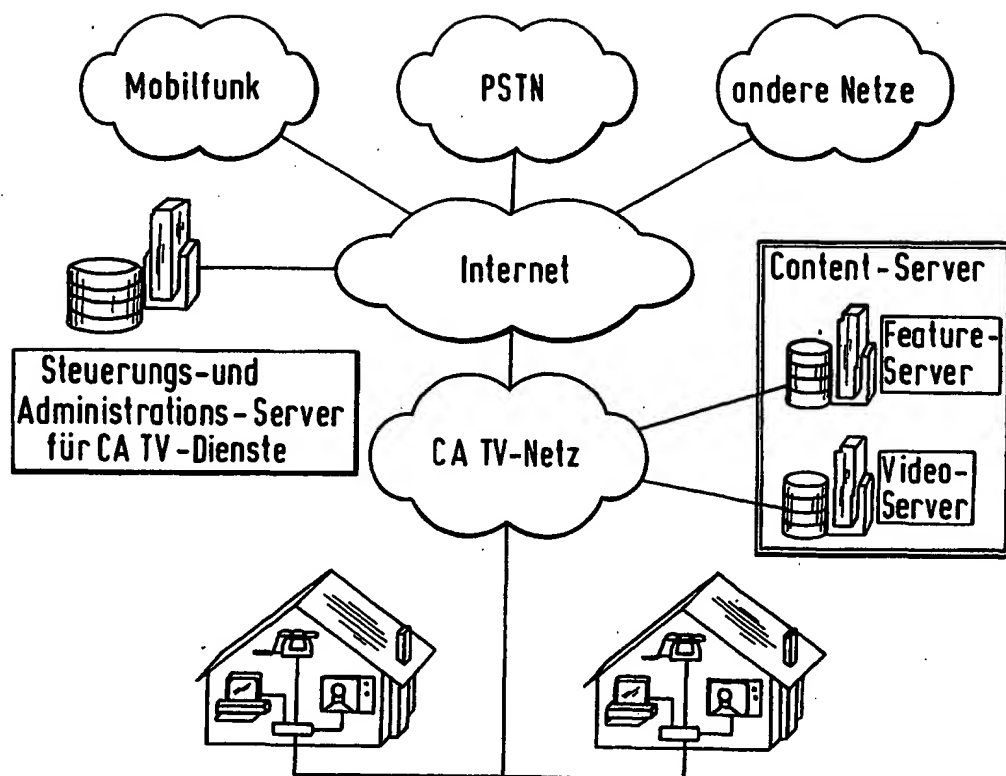 Mobilfunk
PSTN
andere Netze
Internet
Content-Server
Feature-
Server
Steuerungs-und
Administrations-Server
für CA TV-Dienste
CA TV-Netz
Video-
Server